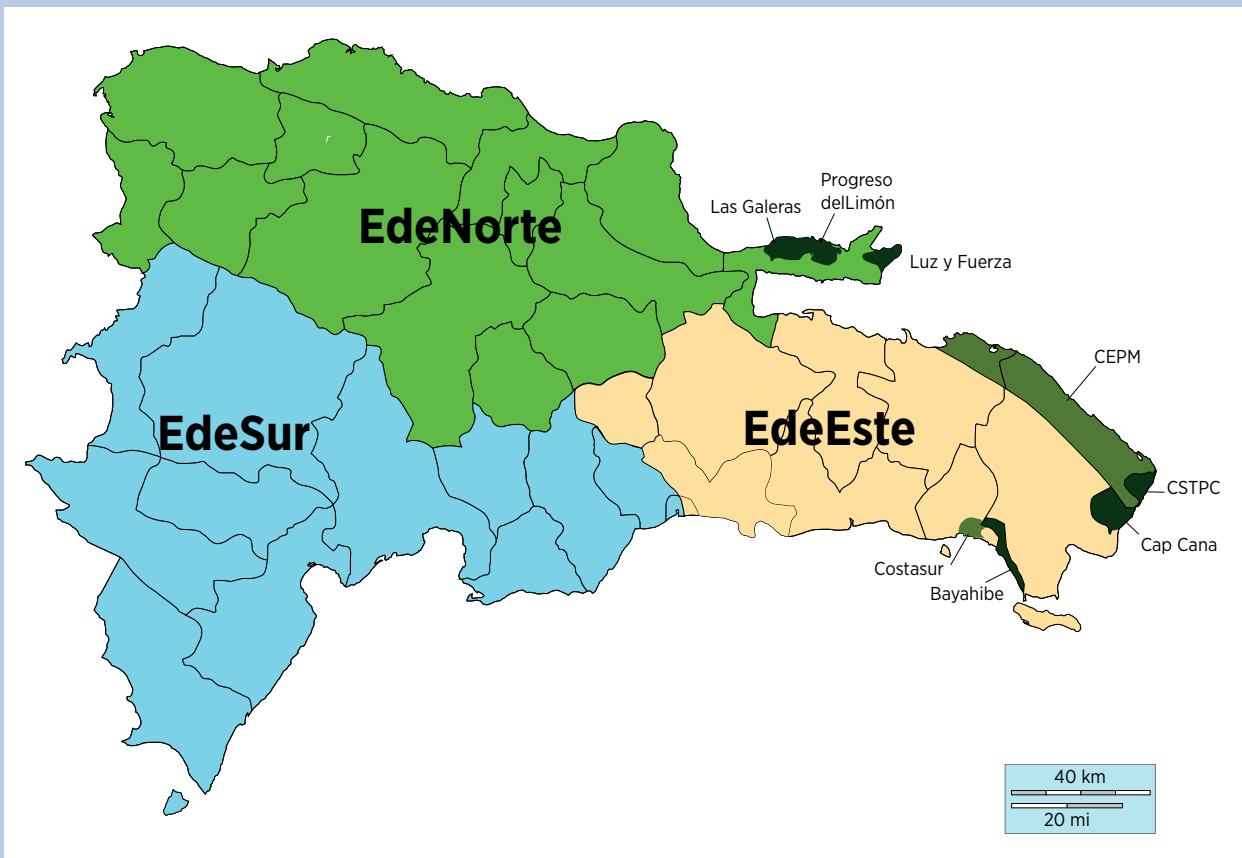 Progreso
delLimón
Las Galeras
r
EdeNorte
Luz y Fuerza
CEPM
EdeSur
EdeEste
CSTPC
Cap Cana
Costasur
Bayahibe
40 km
20 mi